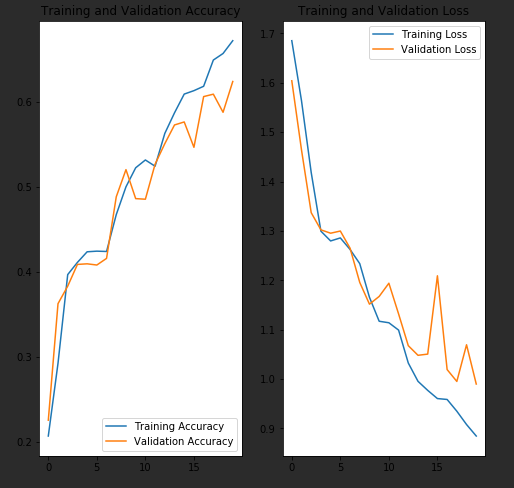 Training and Validation Accuracy
0.6
0.5
0.4
0.3
0.2
0 5 10 15
Training Accuracy
Validation Accuracy
Training and Validation Loss
1.7
1.6
1.5
1.4
1.3
1.2
1.1
1.0
0.9
0 5 10 15
Training Loss
Validation Loss